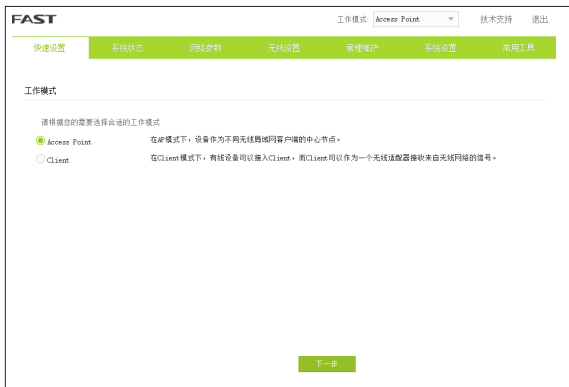 FAST 工作模式: Access Point 技术支持 退出
快速设置 系统状态 网络参数 无线设置 管理维护 系统设置 常用工具
工作模式
请根据您的需要选择合适的工作模式
Access Point 在AP模式下，设备作为不同无线局域网客户端的中心节点。
Client 在Client模式下，有线设备可以接入Client，而Client可以作为一个无线适配器接收来自无线网络的信号。
下一步